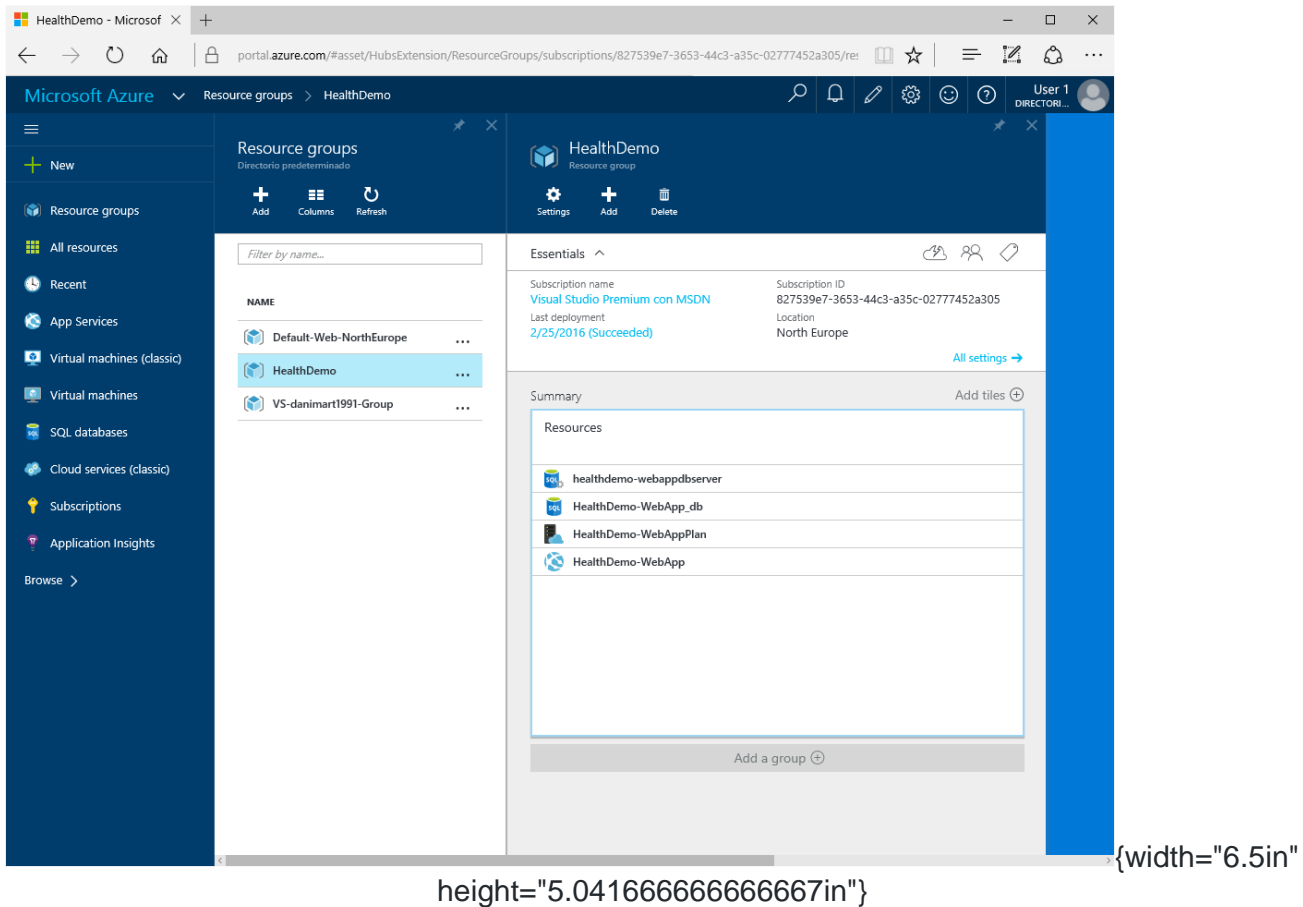 HealthDemo - Microsof
portal.azure.com/#asset/HubsExtension/ResourceGroups/subscriptions/827539e7-3653-44c3-a35c-02777452a305/re
Microsoft Azure Resource groups > HealthDemo
User 1
DIRECTORI...
New
Resource groups
All resources
Recent
App Services
Virtual machines (classic)
Virtual machines
SQL databases
Cloud services (classic)
Subscriptions
Application Insights
Browse >
Resource groups
Directorio predeterminado
Add Columns Refresh
Filter by name...
NAME
Default-Web-NorthEurope ...
HealthDemo ...
VS-danimart1991-Group ...
HealthDemo
Resource group
Settings Add Delete
Essentials
Subscription name
Visual Studio Premium con MSDN
Last deployment
2/25/2016 (Succeeded)
Subscription ID
827539e7-3653-44c3-a35c-02777452a305
Location
North Europe
All settings →
Summary Add tiles
Resources
healthdemo-webappdbserver
HealthDemo-WebApp_db
HealthDemo-WebAppPlan
HealthDemo-WebApp
Add a group
{width="6.5in"
height="5.041666666666667in"}